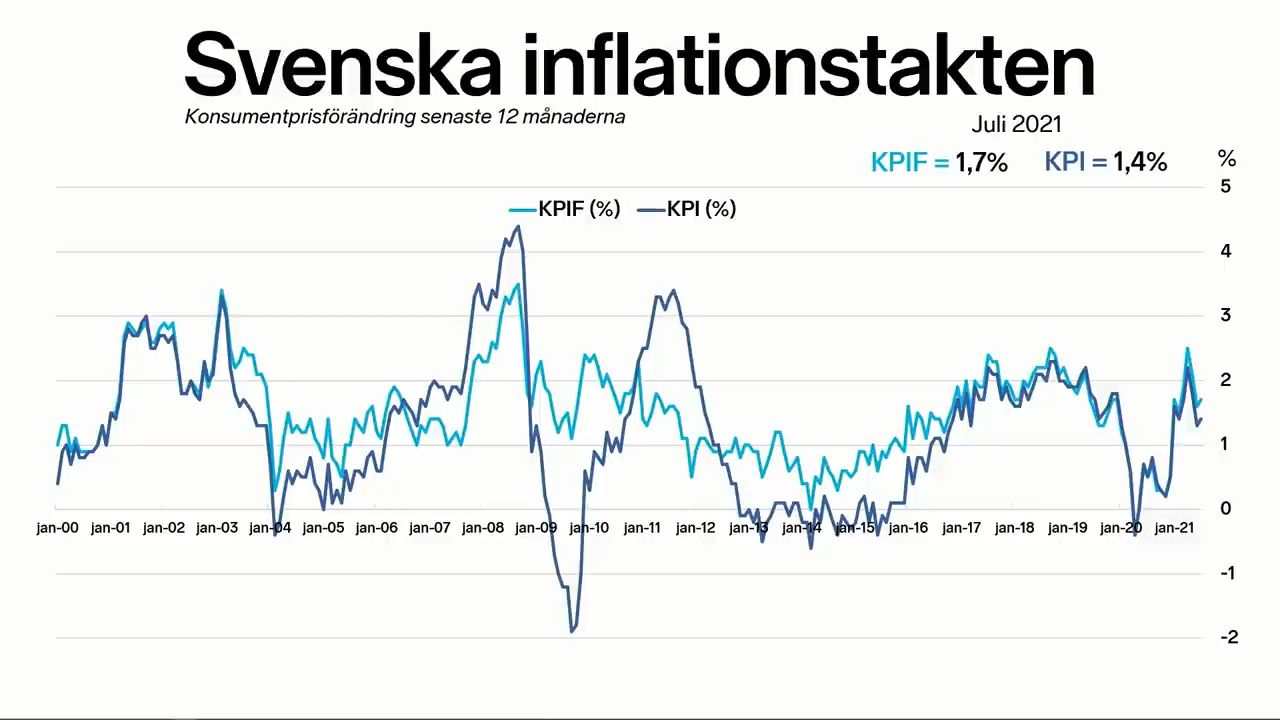 Svenska inflationstakten
Konsumentprisförändring senaste 12 månaderna
Juli 2021
KPIF = 1,7% KPI = 1,4%
%
5
KPIF (%) KPI (%)
4
3
2
1
0
jan-00 jan-01 jan-02 jan-03 jan-04 jan-05 jan-06 jan-07 jan-08 jan-09 jan-10 jan-11 jan-12 jan-13 jan-14 jan-15 jan-16 jan-17 jan-18 jan-19 jan-20 jan-21
-1
-2